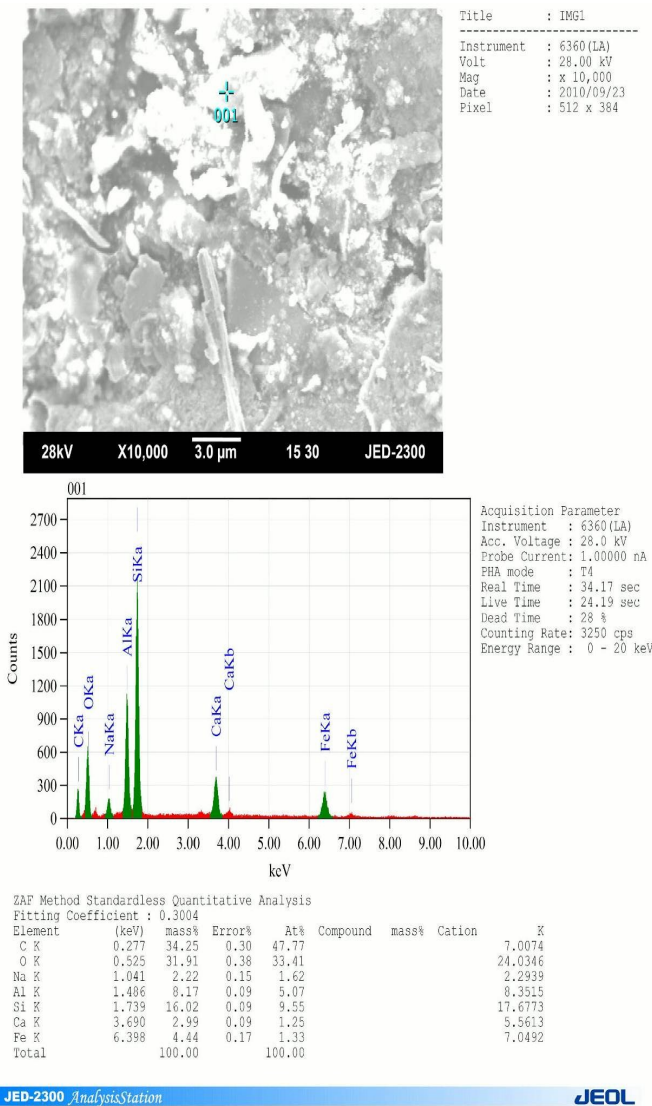 Title : IMG1
---------------------------
Instrument : 6360(LA)
Volt : 28.00 kV
Mag : x 10,000
Date : 2010/09/23
Pixel : 512 x 384
001
28kV X10,000 3.0 µm 15 30 JED-2300
001
Counts
2700
2400
2100
1800
1500
1200
900
600
300
0
CKa
OKa
NaKa
AlKa
SiKa
CaKa
CaKb
FeKa
FeKb
0.00 1.00 2.00 3.00 4.00 5.00 6.00 7.00 8.00 9.00 10.00
keV
Acquisition Parameter
Instrument : 6360(LA)
Acc. Voltage : 28.0 kV
Probe Current: 1.00000 nA
PHA mode : T4
Real Time : 34.17 sec
Live Time : 24.19 sec
Dead Time : 28 %
Counting Rate: 3250 cps
Energy Range : 0 - 20 keV
ZAF Method Standardless Quantitative Analysis
Fitting Coefficient : 0.3004
Element (keV) mass% Error% At% Compound mass% Cation K
C K 0.277 34.25 0.30 47.77 7.0074
O K 0.525 31.91 0.38 33.41 24.0346
Na K 1.041 2.22 0.15 1.62 2.2939
Al K 1.486 8.17 0.09 5.07 8.3515
Si K 1.739 16.02 0.09 9.55 17.6773
Ca K 3.690 2.99 0.09 1.25 5.5613
Fe K 6.398 4.44 0.17 1.33 7.0492
Total 100.00 100.00
JED-2300 AnalysisStation JEOL